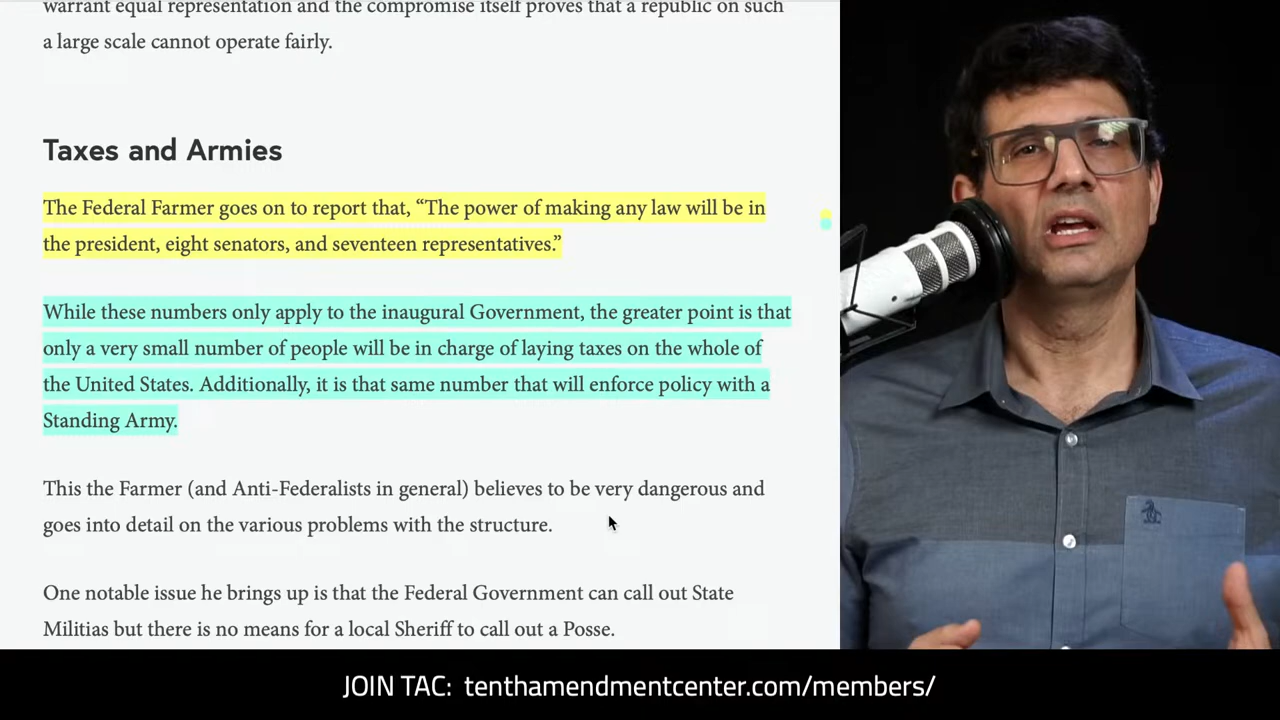 warrant equal representation and the compromise itself proves that a republic on such
a large scale cannot operate fairly.
Taxes and Armies
The Federal Farmer goes on to report that, “The power of making any law will be in
the president, eight senators, and seventeen representatives.”
While these numbers only apply to the inaugural Government, the greater point is that
only a very small number of people will be in charge of laying taxes on the whole of
the United States. Additionally, it is that same number that will enforce policy with a
Standing Army.
This the Farmer (and Anti-Federalists in general) believes to be very dangerous and
goes into detail on the various problems with the structure.
One notable issue he brings up is that the Federal Government can call out State
Militias but there is no means for a local Sheriff to call out a Posse.
JOIN TAC: tenthamendmentcenter.com/members/